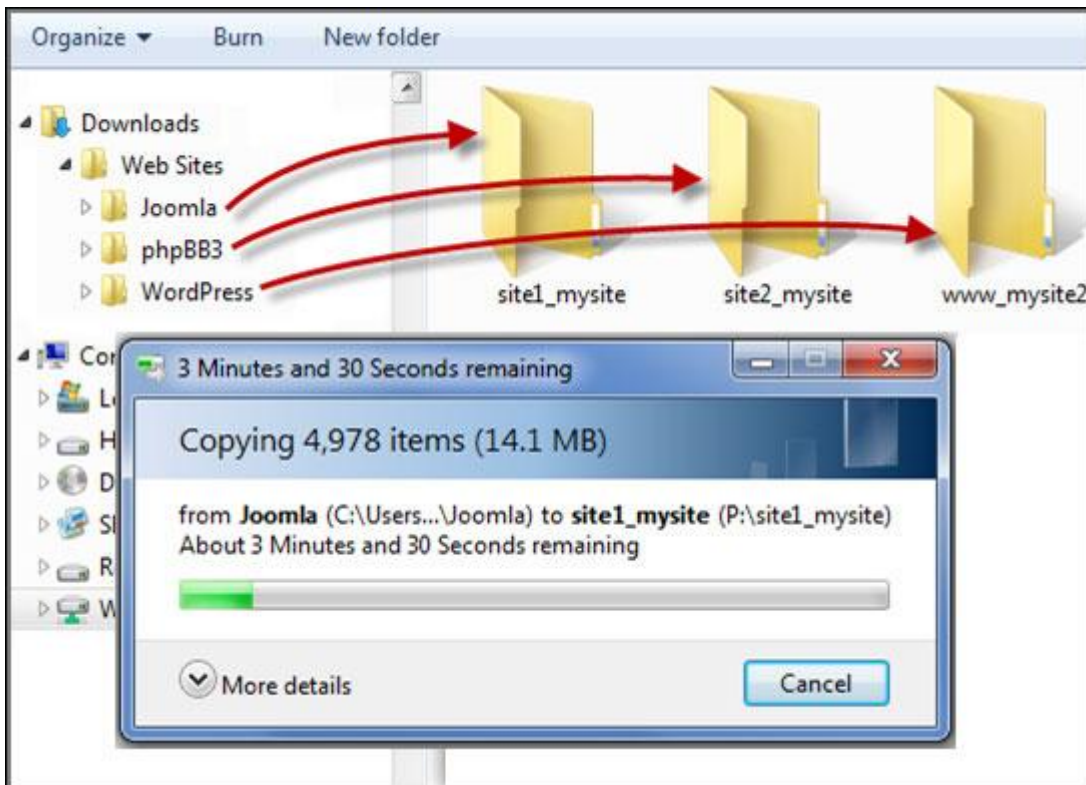 Organize Burn New folder
Downloads
Web Sites
Joomla
phpBB3
WordPress
site1_mysite site2_mysite www_mysite2
3 Minutes and 30 Seconds remaining
Copying 4,978 items (14.1 MB)
from Joomla (C:\Users...\Joomla) to site1_mysite (P:\site1_mysite)
About 3 Minutes and 30 Seconds remaining
More details
Cancel